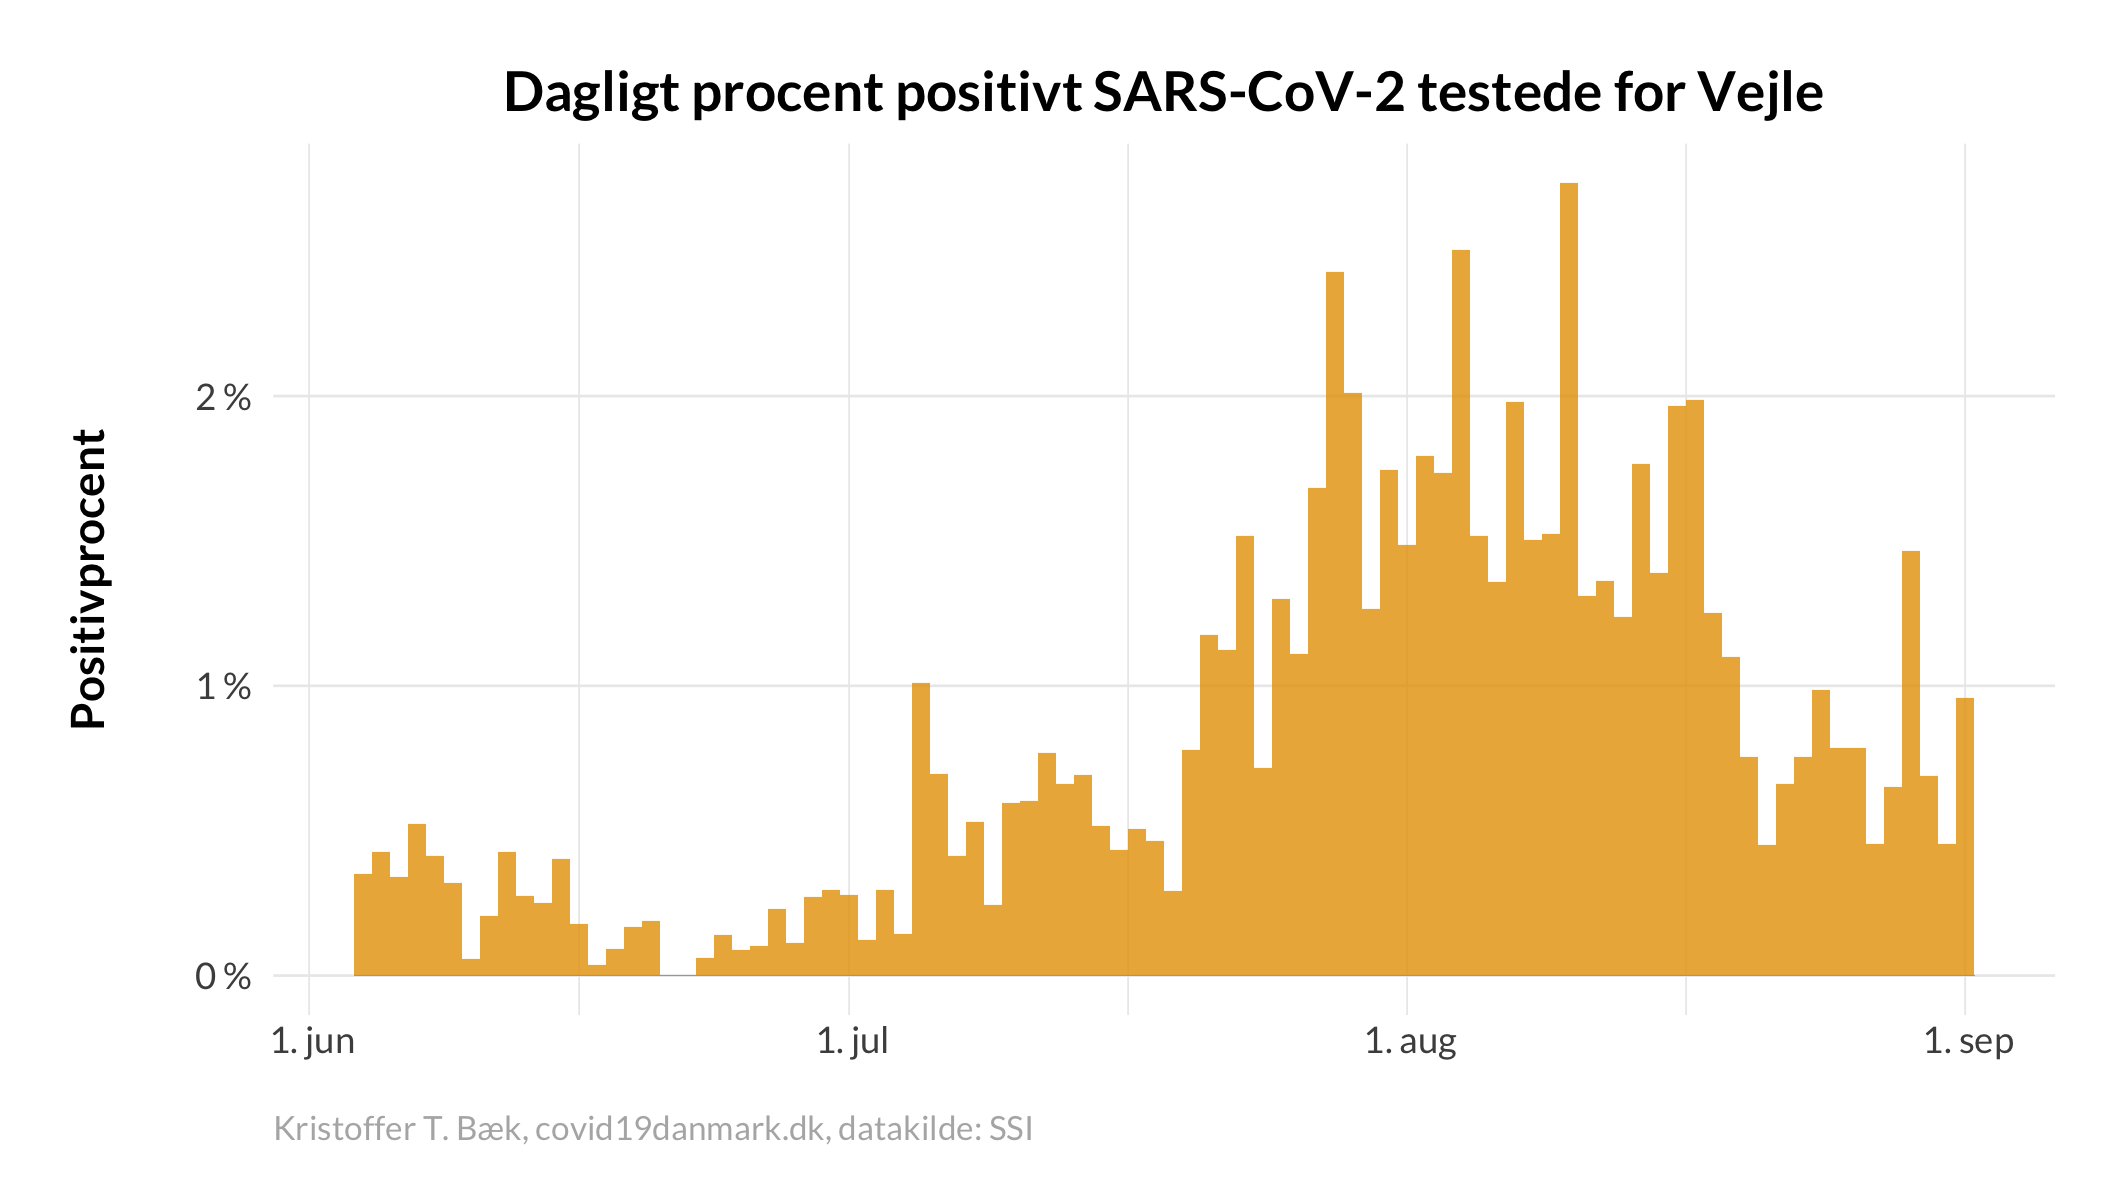 Dagligt procent positivt SARS-CoV-2 testede for Vejle
Positivprocent
2 %
1 %
0 %
1. jun
1. jul
1. aug
1. sep
Kristoffer T. Bæk, covid19danmark.dk, datakilde: SSI